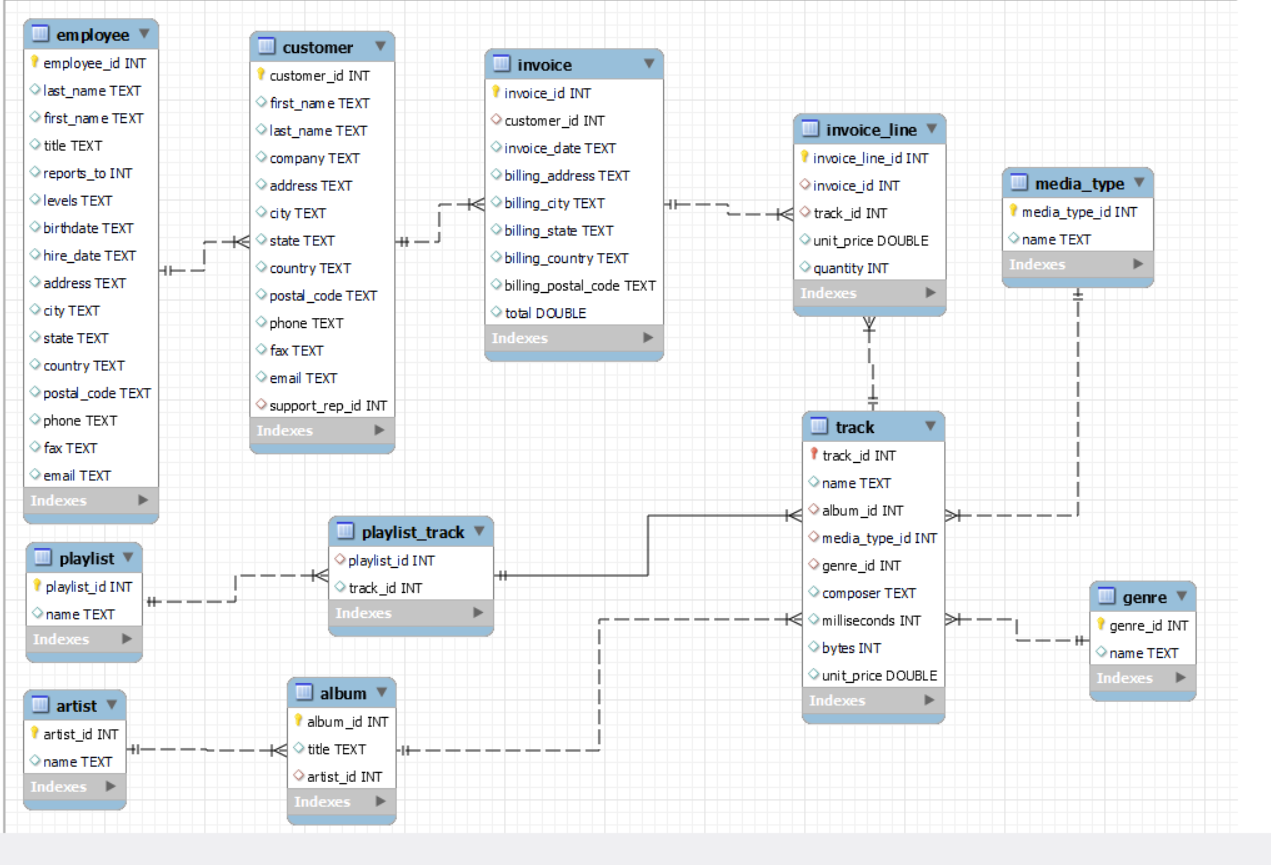 employee
employee_id INT
last_name TEXT
first_name TEXT
title TEXT
reports_to INT
levels TEXT
birthdate TEXT
hire_date TEXT
address TEXT
city TEXT
state TEXT
country TEXT
postal_code TEXT
phone TEXT
fax TEXT
email TEXT
Indexes
customer
customer_id INT
first_name TEXT
last_name TEXT
company TEXT
address TEXT
city TEXT
state TEXT
country TEXT
postal_code TEXT
phone TEXT
fax TEXT
email TEXT
support_rep_id INT
Indexes
invoice
invoice_id INT
customer_id INT
invoice_date TEXT
billing_address TEXT
billing_city TEXT
billing_state TEXT
billing_country TEXT
billing_postal_code TEXT
total DOUBLE
Indexes
invoice_line
invoice_line_id INT
invoice_id INT
track_id INT
unit_price DOUBLE
quantity INT
Indexes
media_type
media_type_id INT
name TEXT
Indexes
track
track_id INT
name TEXT
album_id INT
media_type_id INT
genre_id INT
composer TEXT
milliseconds INT
bytes INT
unit_price DOUBLE
Indexes
playlist_track
playlist_id INT
track_id INT
Indexes
playlist
playlist_id INT
name TEXT
Indexes
genre
genre_id INT
name TEXT
Indexes
artist
artist_id INT
name TEXT
Indexes
album
album_id INT
title TEXT
artist_id INT
Indexes